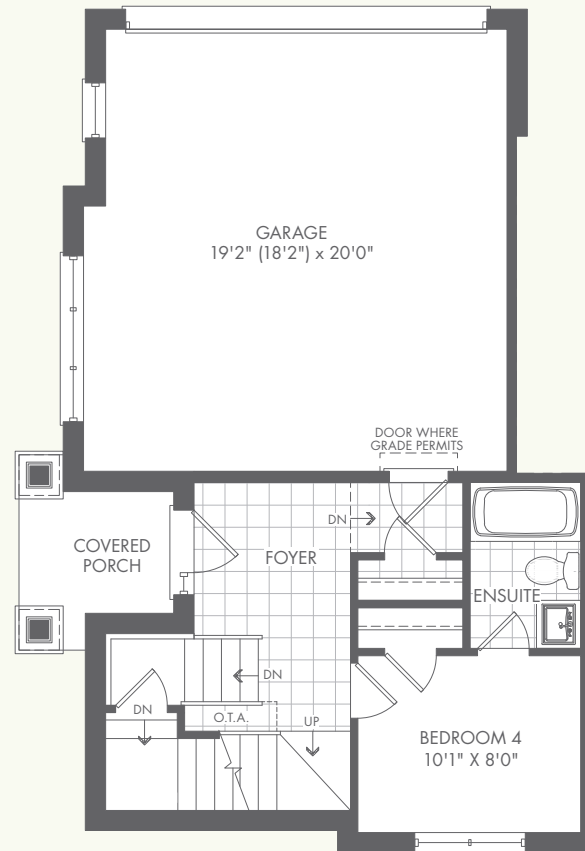 GARAGE
19'2" (18'2") x 20'0"
DOOR WHERE
GRADE PERMITS
DN
COVERED
PORCH
FOYER
ENSUITE
DN
DN
O.T.A.
UP
BEDROOM 4
10'1" X 8'0"